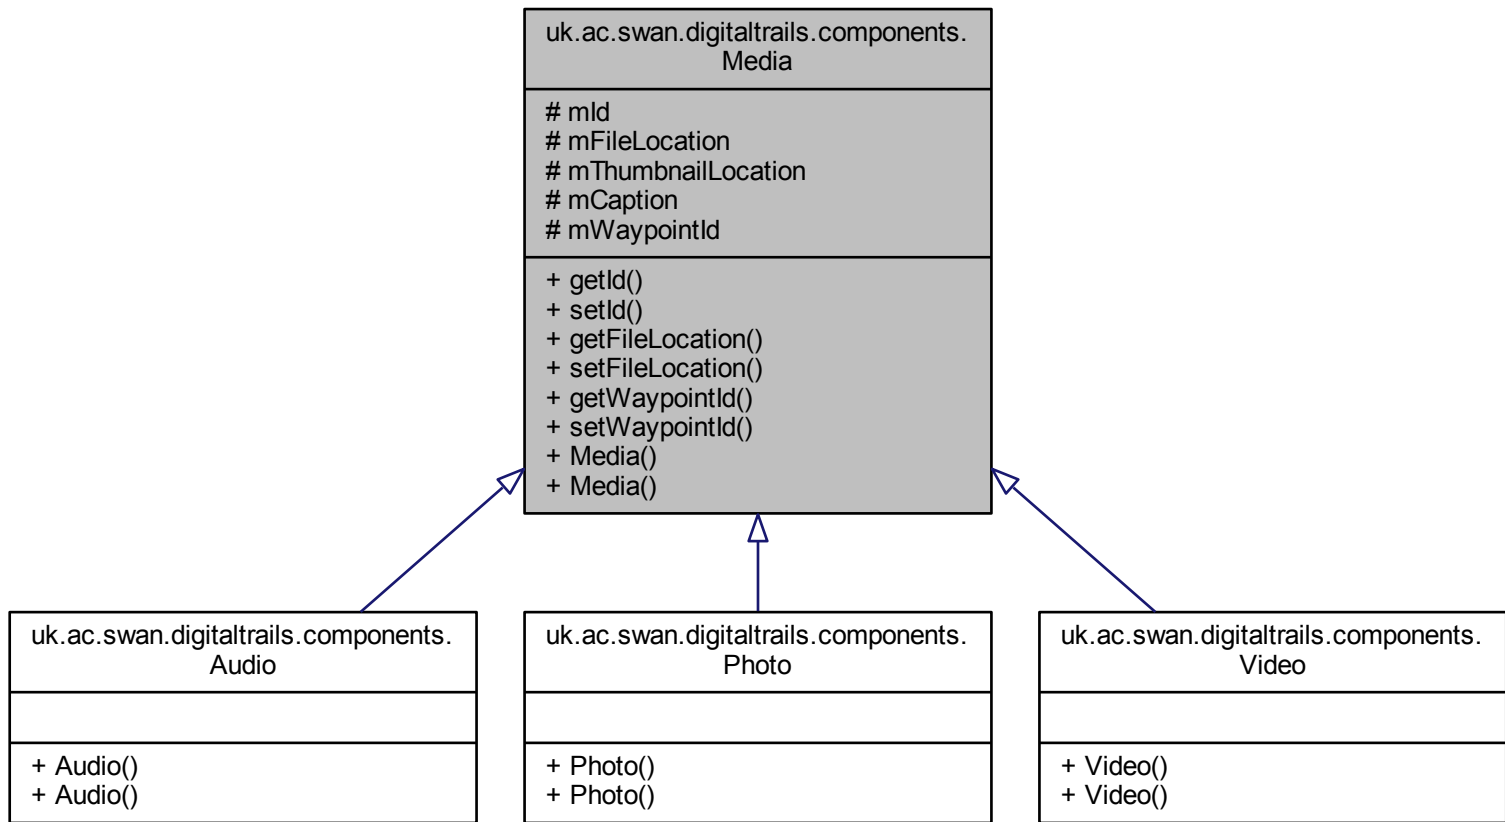 uk.ac.swan.digitaltrails.components.
Media
# mId
# mFileLocation
# mThumbnailLocation
# mCaption
# mWaypointId
+ getId()
+ setId()
+ getFileLocation()
+ setFileLocation()
+ getWaypointId()
+ setWaypointId()
+ Media()
+ Media()
uk.ac.swan.digitaltrails.components.
Audio
+ Audio()
+ Audio()
uk.ac.swan.digitaltrails.components.
Photo
+ Photo()
+ Photo()
uk.ac.swan.digitaltrails.components.
Video
+ Video()
+ Video()